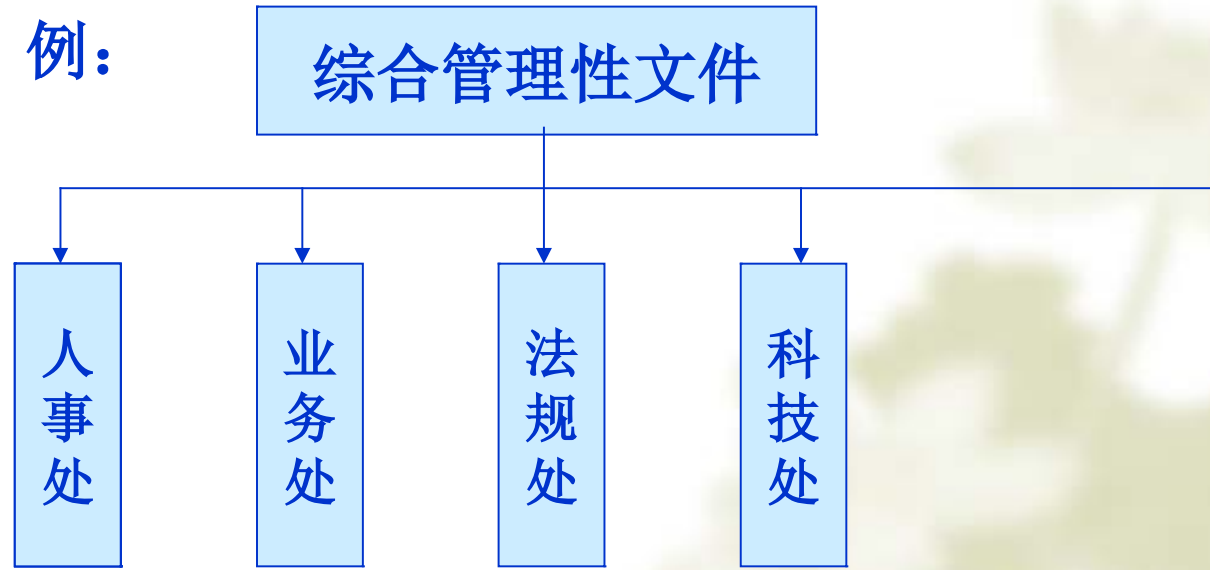 例：
综合管理性文件
人事处
业务处
法规处
科技处